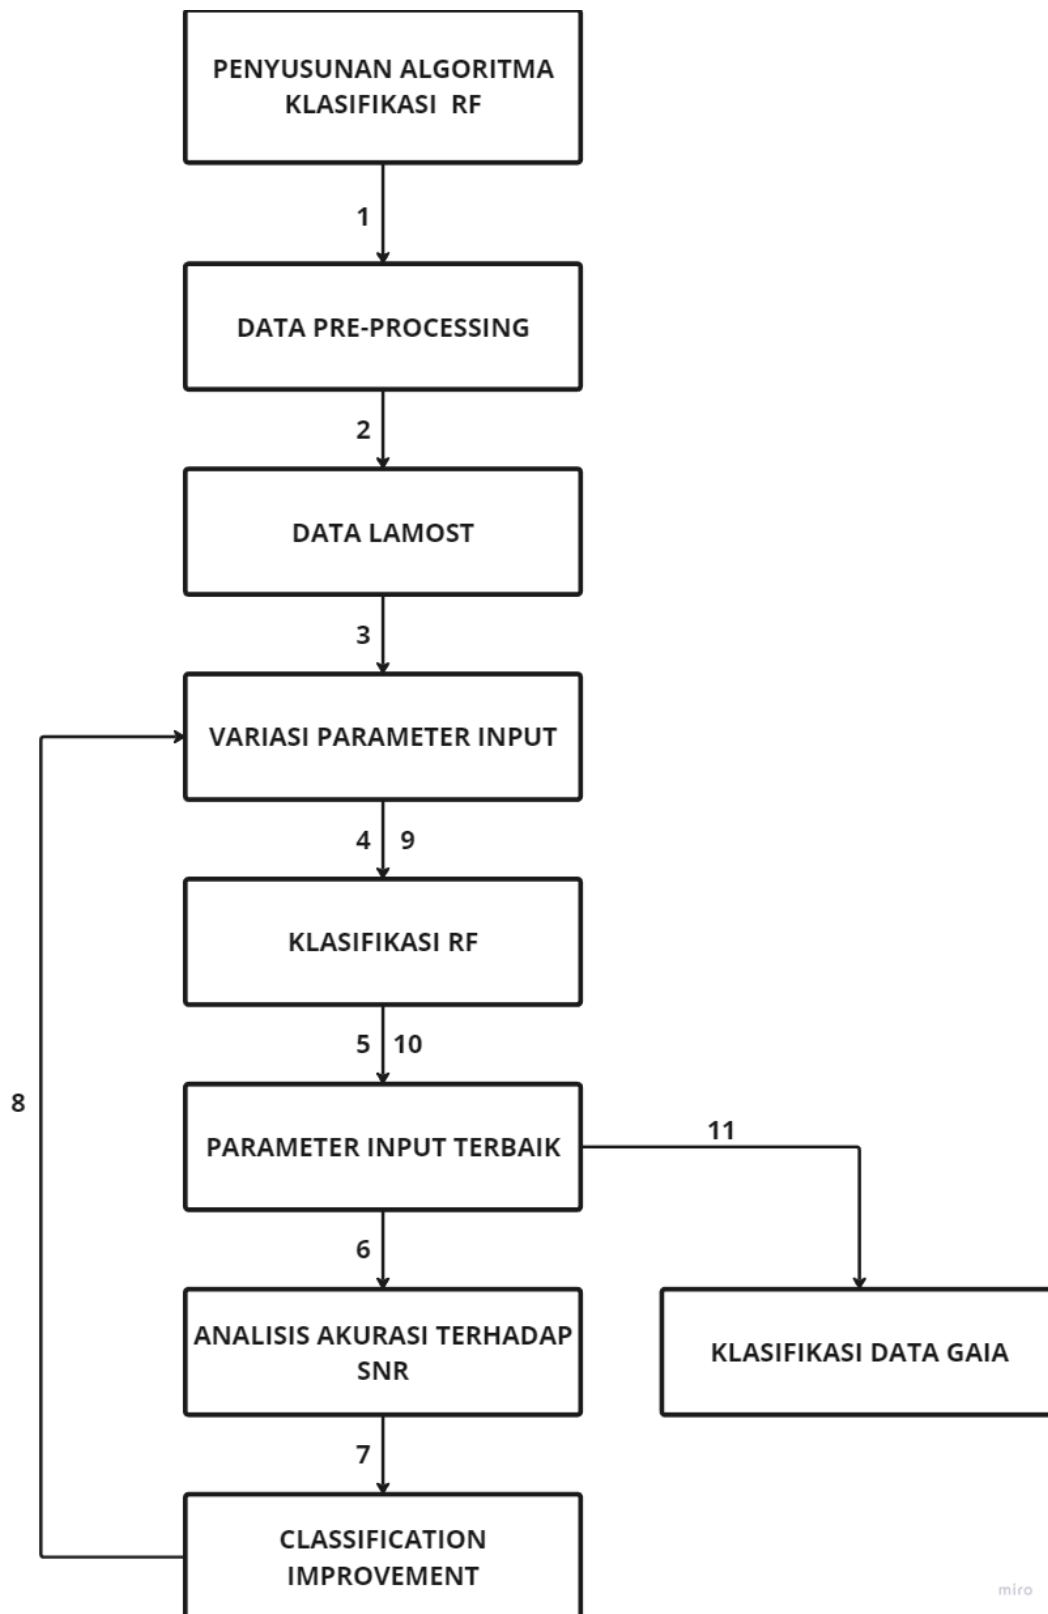 PENYUSUNAN ALGORITMA
KLASIFIKASI RF
1
DATA PRE-PROCESSING
2
DATA LAMOST
3
VARIASI PARAMETER INPUT
4 9
KLASIFIKASI RF
5 10
8
PARAMETER INPUT TERBAIK
11
6
ANALISIS AKURASI TERHADAP
SNR
KLASIFIKASI DATA GAIA
7
CLASSIFICATION
IMPROVEMENT
miro